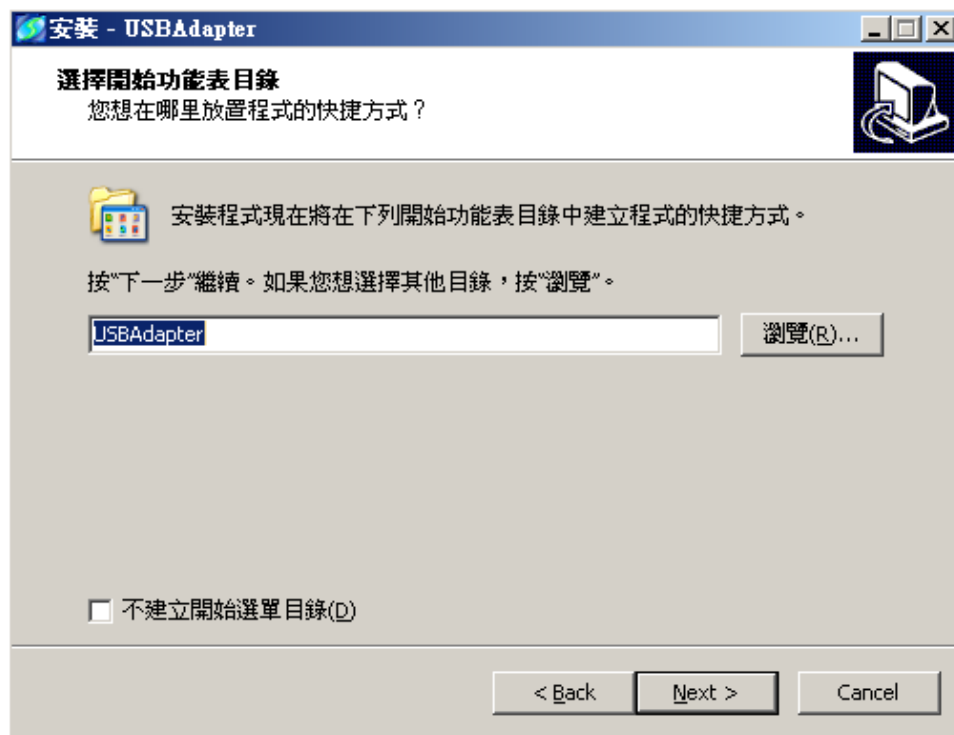 安裝 - USBAdapter
選擇開始功能表目錄
您想在哪里放置程式的快捷方式？
安裝程式現在將在下列開始功能表目錄中建立程式的快捷方式。
按"下一步"繼續。如果您想選擇其他目錄，按"瀏覽"。
USBAdapter
瀏覽(R)...
不建立開始選單目錄(D)
< Back Next > Cancel